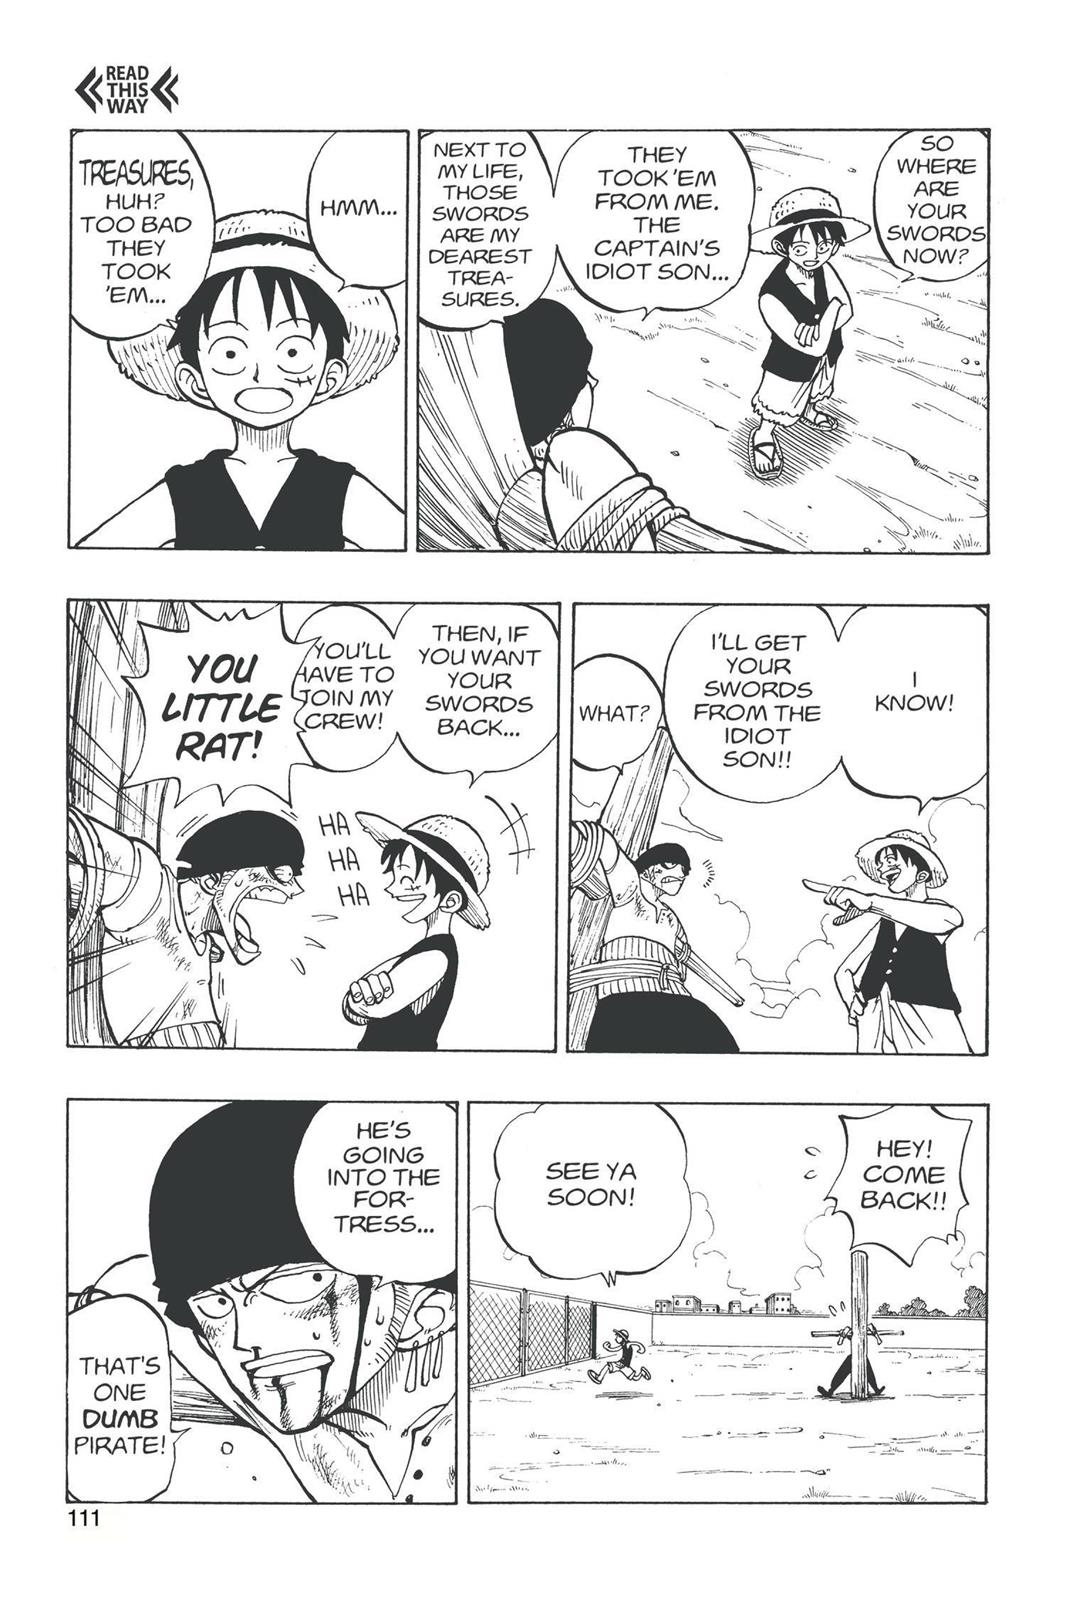 READ
THIS
WAY
SO
WHERE
ARE
YOUR
SWORDS
NOW?
THEY
TOOK 'EM
FROM ME.
THE
CAPTAIN'S
IDIOT SON...
NEXT TO
MY LIFE,
THOSE
SWORDS
ARE MY
DEAREST
TREA-
SURES.
HMM...
TREASURES,
HUH?
TOO BAD
THEY
TOOK
'EM...
I
KNOW!
I'LL GET
YOUR
SWORDS
FROM THE
IDIOT
SON!!
WHAT?
THEN, IF
YOU WANT
YOUR
SWORDS
BACK...
YOU'LL
HAVE TO
JOIN MY
CREW!
HA
HA
HA
YOU
LITTLE
RAT!
HEY!
COME
BACK!!
SEE YA
SOON!
HE'S
GOING
INTO THE
FOR-
TRESS...
THAT'S
ONE
DUMB
PIRATE!
111